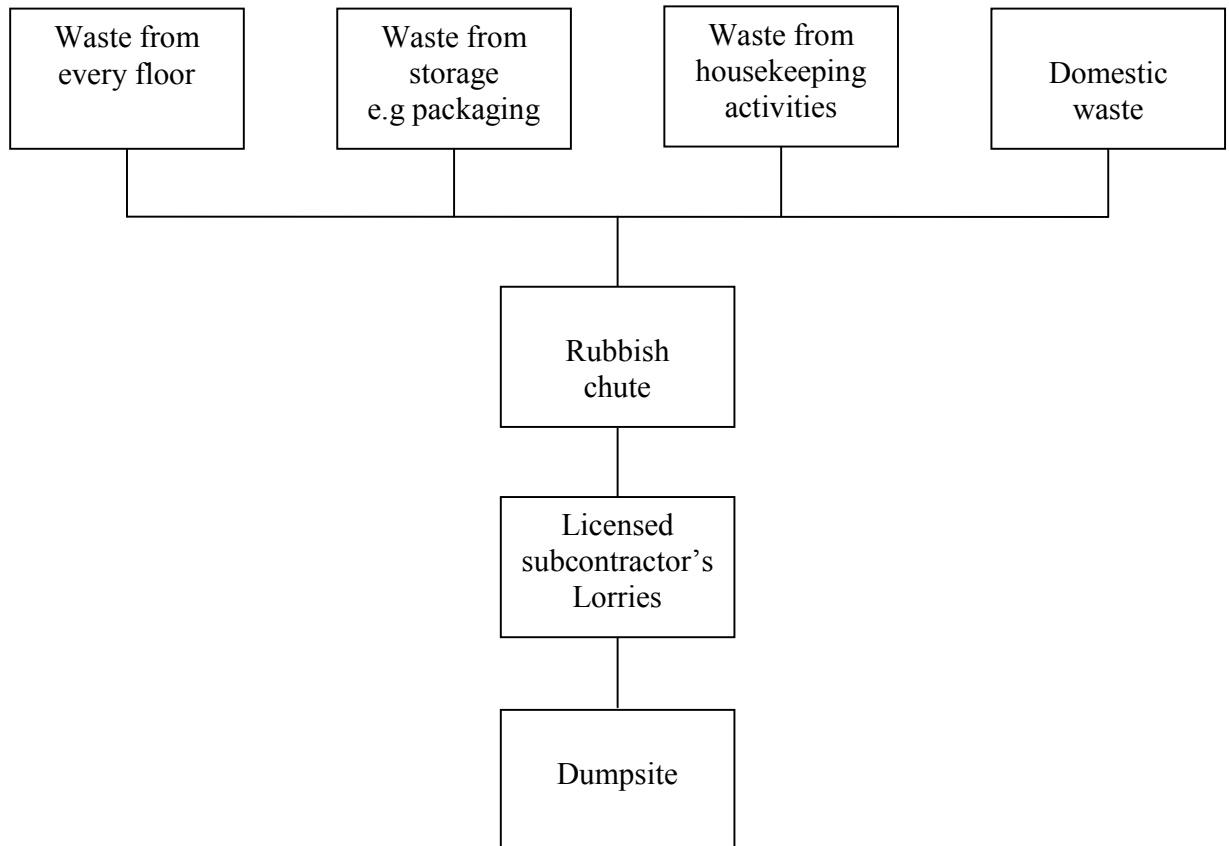 Waste from
every floor
Waste from
storage
e.g packaging
Waste from
housekeeping
activities
Domestic
waste
Rubbish
chute
Licensed
subcontractor’s
Lorries
Dumpsite